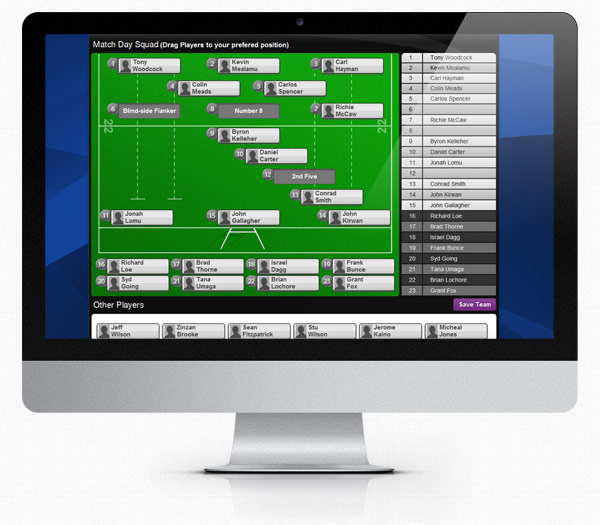 Match Day Squad (Drag Players to your prefered position)
1 Tony Woodcock
2 Kevin Mealamu
3 Carl Hayman
4 Colin Meads
5 Carlos Spencer
6 Blind-side Flanker
Number 8
7 Richie McCaw
22
22
9 Byron Kelleher
10 Daniel Carter
12 2nd Five
13 Conrad Smith
11 Jonah Lomu
15 John Gallagher
14 John Kirwan
16 Richard Loe
17 Brad Thorne
18 Israel Dagg
19 Frank Bunce
20 Syd Going
21 Tana Umaga
22 Brian Lochore
23 Grant Fox
1 Tony Woodcock
2 Kevin Mealamu
3 Carl Hayman
4 Colin Meads
5 Carlos Spencer
6
7 Richie McCaw
8
9 Byron Kelleher
10 Daniel Carter
11 Jonah Lomu
12
13 Conrad Smith
14 John Kirwan
15 John Gallagher
16 Richard Loe
17 Brad Thorne
18 Israel Dagg
19 Frank Bunce
20 Syd Going
21 Tana Umaga
22 Brian Lochore
23 Grant Fox
Other Players
Save Team
Jeff Wilson
Zinzan Brooke
Sean Fitzpatrick
Stu Wilson
Jerome Kaino
Micheal Jones